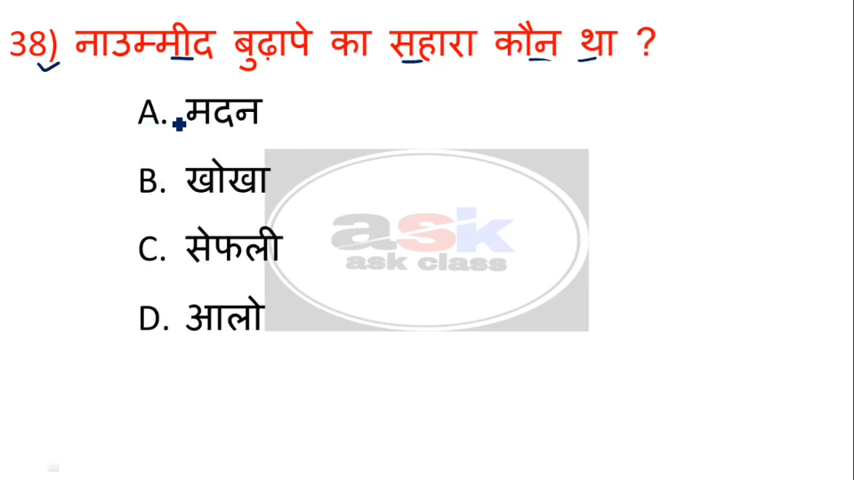 38) नाउम्मीद बुढ़ापे का सहारा कौन था ?
A. मदन
B. खोखा
C. सेफली
D. आलो
ask
ask class